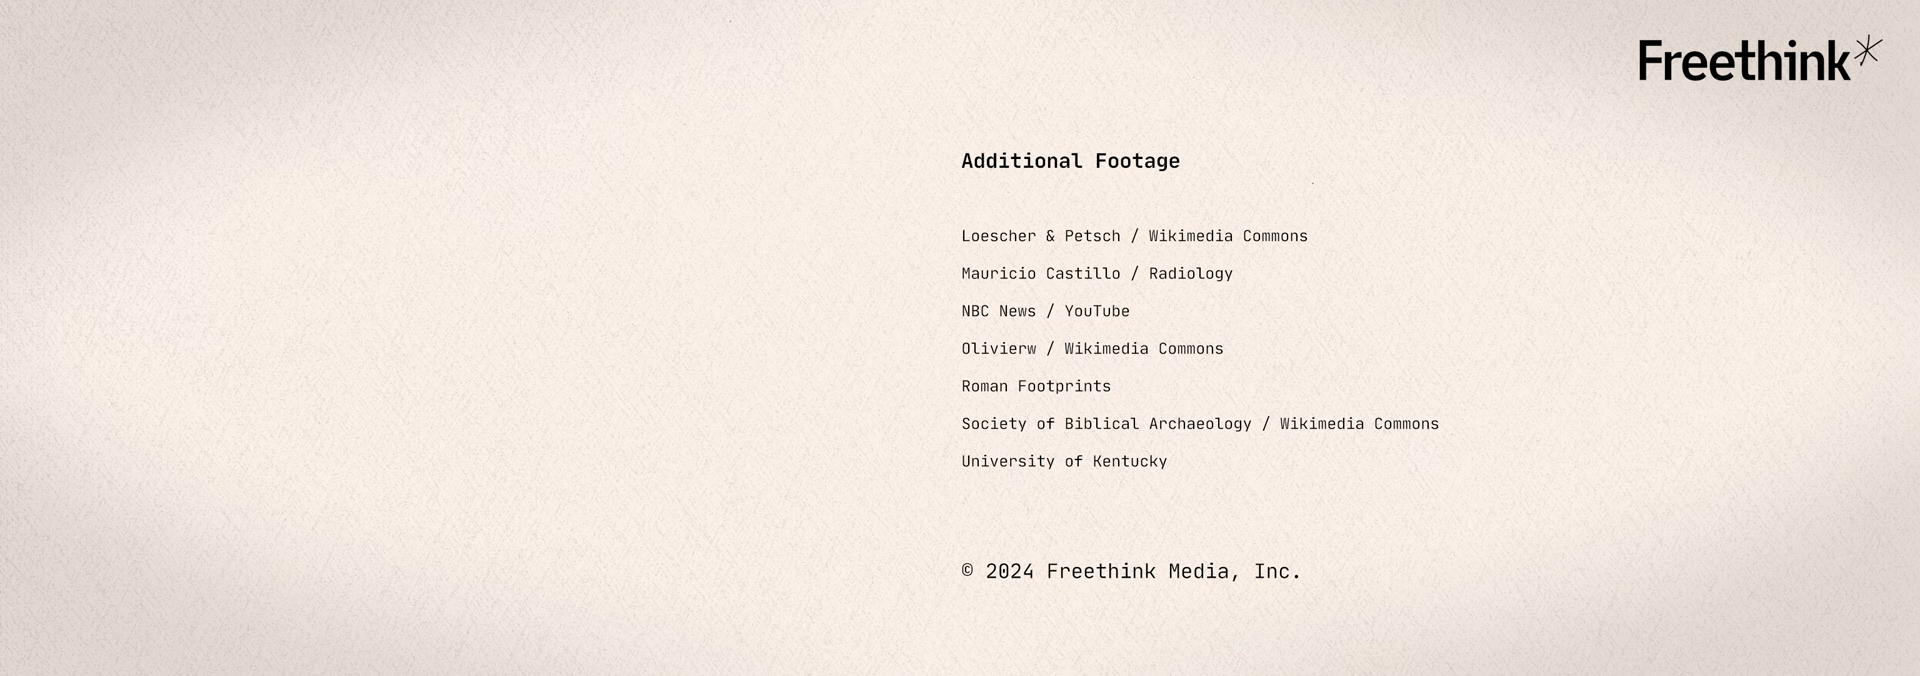 Freethink
Additional Footage
Loescher & Petsch / Wikimedia Commons
Mauricio Castillo / Radiology
NBC News / YouTube
Olivierw / Wikimedia Commons
Roman Footprints
Society of Biblical Archaeology / Wikimedia Commons
University of Kentucky
© 2024 Freethink Media, Inc.